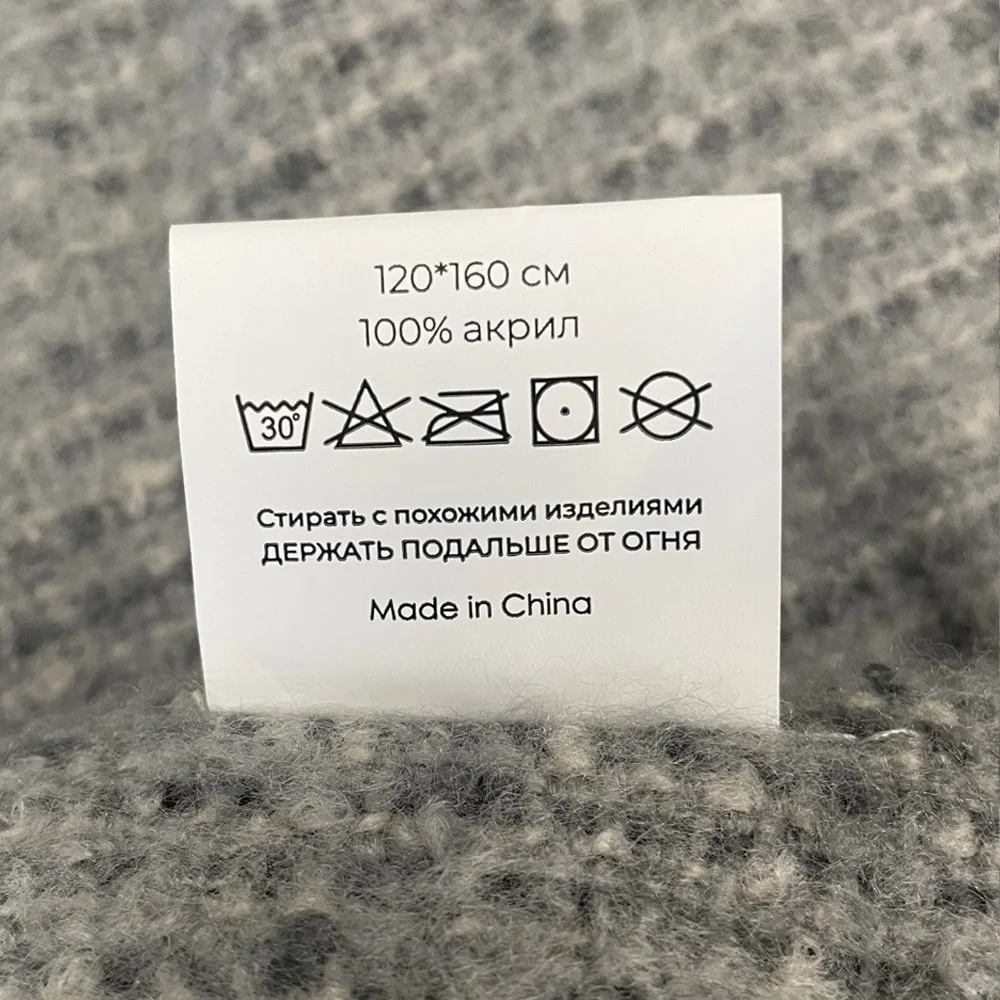 120*160 см
100% акрил
30°
Стирать с похожими изделиями
ДЕРЖАТЬ ПОДАЛЬШЕ ОТ ОГНЯ
Made in China